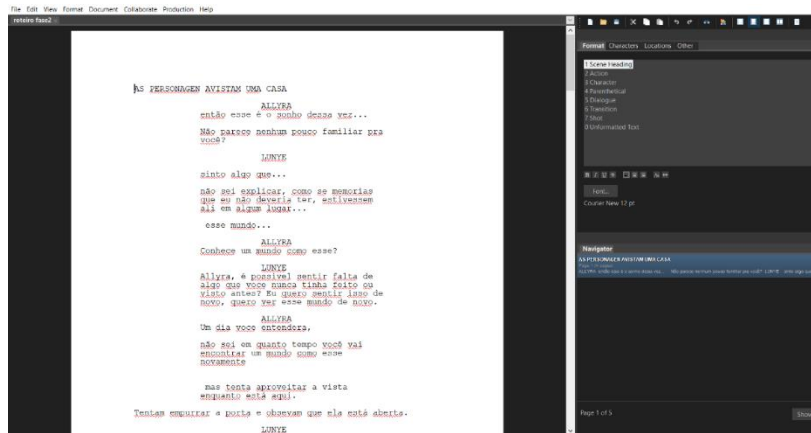 File Edit View Format Document Collaborate Production Help
roteiro fase2
AS PERSONAGEN AVISTAM UMA CASA
ALLYRA
então esse é o sonho dessa vez...
Não parece nenhum pouco familiar pra
você?
LUNYE
sinto algo que...
não sei explicar, como se memorias
que eu não deveria ter, estivessem
ali em algum lugar...
esse mundo...
ALLYRA
Conhece um mundo como esse?
LUNYE
Allyra, é possivel sentir falta de
algo que voce nunca tinha feito ou
visto antes? Eu quero sentir isso de
novo, quero ver esse mundo de novo.
ALLYRA
Um dia voce entendera,
não sei em quanto tempo você vai
encontrar um mundo como esse
novamente
mas tenta aproveitar a vista
enquanto está aqui.
Tentam empurrar a porta e obsevam que ela está aberta.
LUNYE
Format Characters Locations Other
1 Scene Heading
2 Action
3 Character
4 Parenthetical
5 Dialogue
6 Transition
7 Shot
0 Unformatted Text
Font...
Courier New 12 pt
Navigator
AS PERSONAGEN AVISTAM UMA CASA
Page 1 of 5
Show